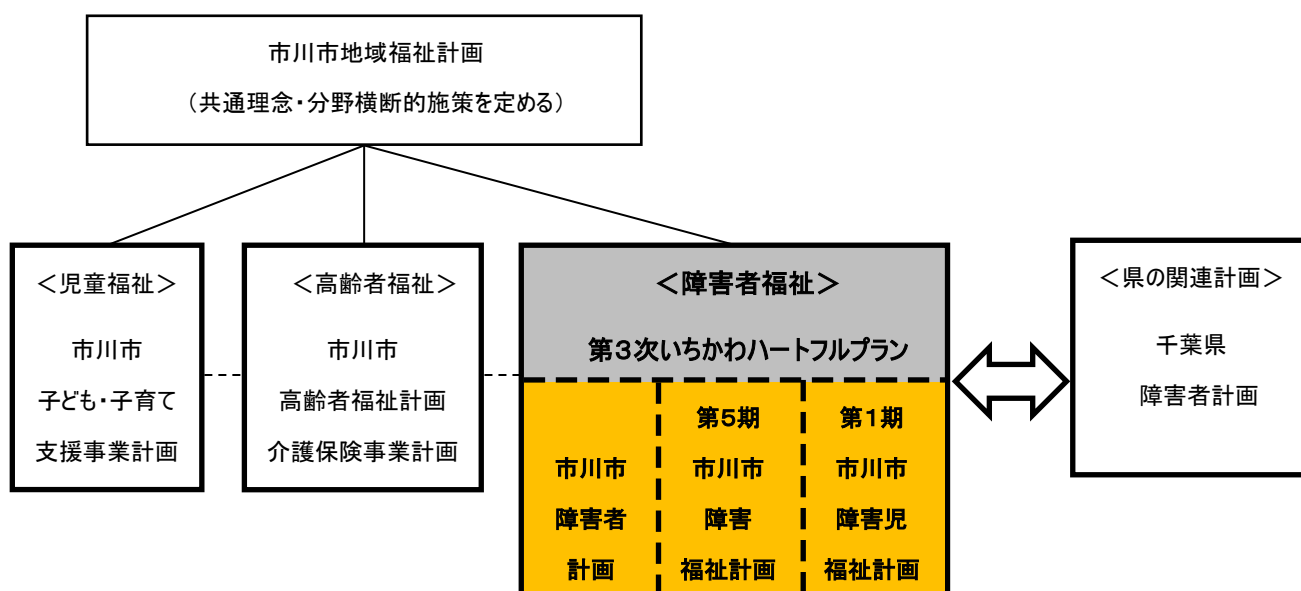 市川市地域福祉計画
（共通理念・分野横断的施策を定める）
＜児童福祉＞
市川市
子ども・子育て
支援事業計画
＜高齢者福祉＞
市川市
高齢者福祉計画
介護保険事業計画
＜障害者福祉＞
第３次いちかわハートフルプラン
市川市
障害者
計画
第５期
市川市
障害
福祉計画
第１期
市川市
障害児
福祉計画
＜県の関連計画＞
千葉県
障害者計画